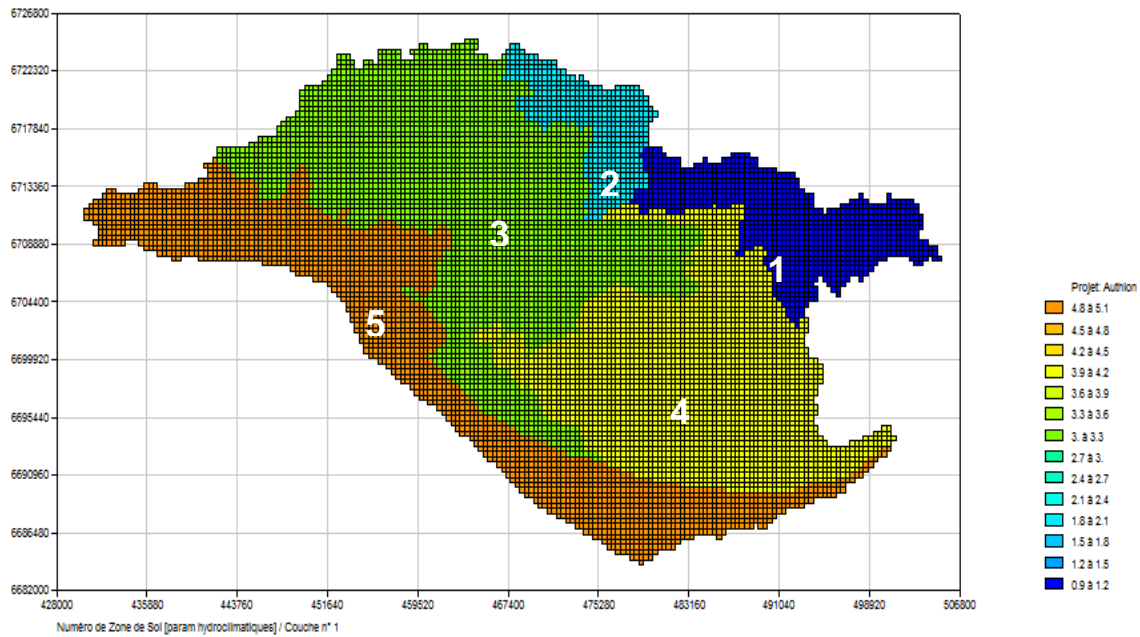 6726800
6722320
6717840
6713360
6708880
6704400
6699920
6695440
6690960
6686480
6682000
428000 435880 443760 451640 459520 467400 475280 483160 491040 498920 506800
2
3
1
5
4
Projet: Authion
4.8 à 5.1
4.5 à 4.8
4.2 à 4.5
3.9 à 4.2
3.6 à 3.9
3.3 à 3.6
3. à 3.3
2.7 à 3.
2.4 à 2.7
2.1 à 2.4
1.8 à 2.1
1.5 à 1.8
1.2 à 1.5
0.9 à 1.2
Numéro de Zone de Sol [param hydroclimatiques] / Couche n° 1